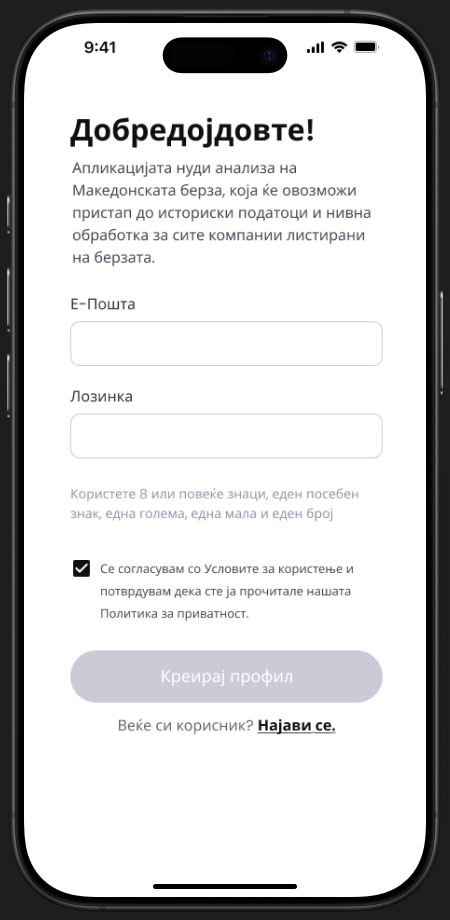 9:41
Добредојдовте!
Апликацијата нуди анализа на
Македонската берза, која ќе овозможи
пристап до историски податоци и нивна
обработка за сите компании листирани
на берзата.
Е-Пошта
Лозинка
Користете 8 или повеќе знаци, еден посебен
знак, една голема, една мала и еден број
Се согласувам со Условите за користење и
потврдувам дека сте ја прочитале нашата
Политика за приватност.
Креирај профил
Веќе си корисник? Најави се.